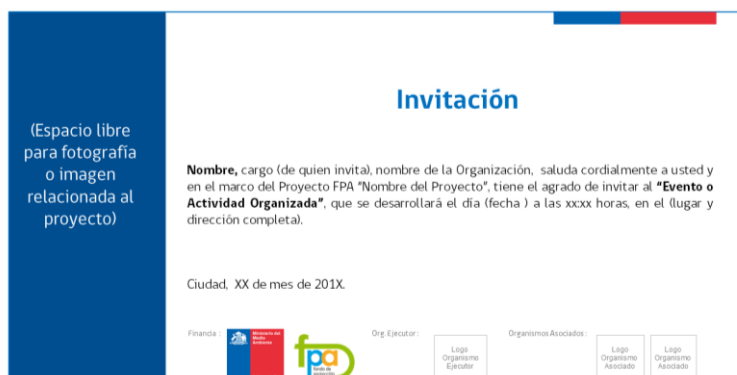 (Espacio libre
para fotografía
o imagen
relacionada al
proyecto)
Invitación
Nombre, cargo (de quien invita), nombre de la Organización, saluda cordialmente a usted y
en el marco del Proyecto FPA "Nombre del Proyecto", tiene el agrado de invitar al "Evento o
Actividad Organizada", que se desarrollará el día (fecha ) a las xx:xx horas, en el (lugar y
dirección completa).
Ciudad, XX de mes de 201X.
Financia :
Ministerio del
Medio
Ambiente
fpa
fondo de
protección
Org. Ejecutor :
Logo
Organismo
Ejecutor
Organismos Asociados :
Logo
Organismo
Asociado
Logo
Organismo
Asociado